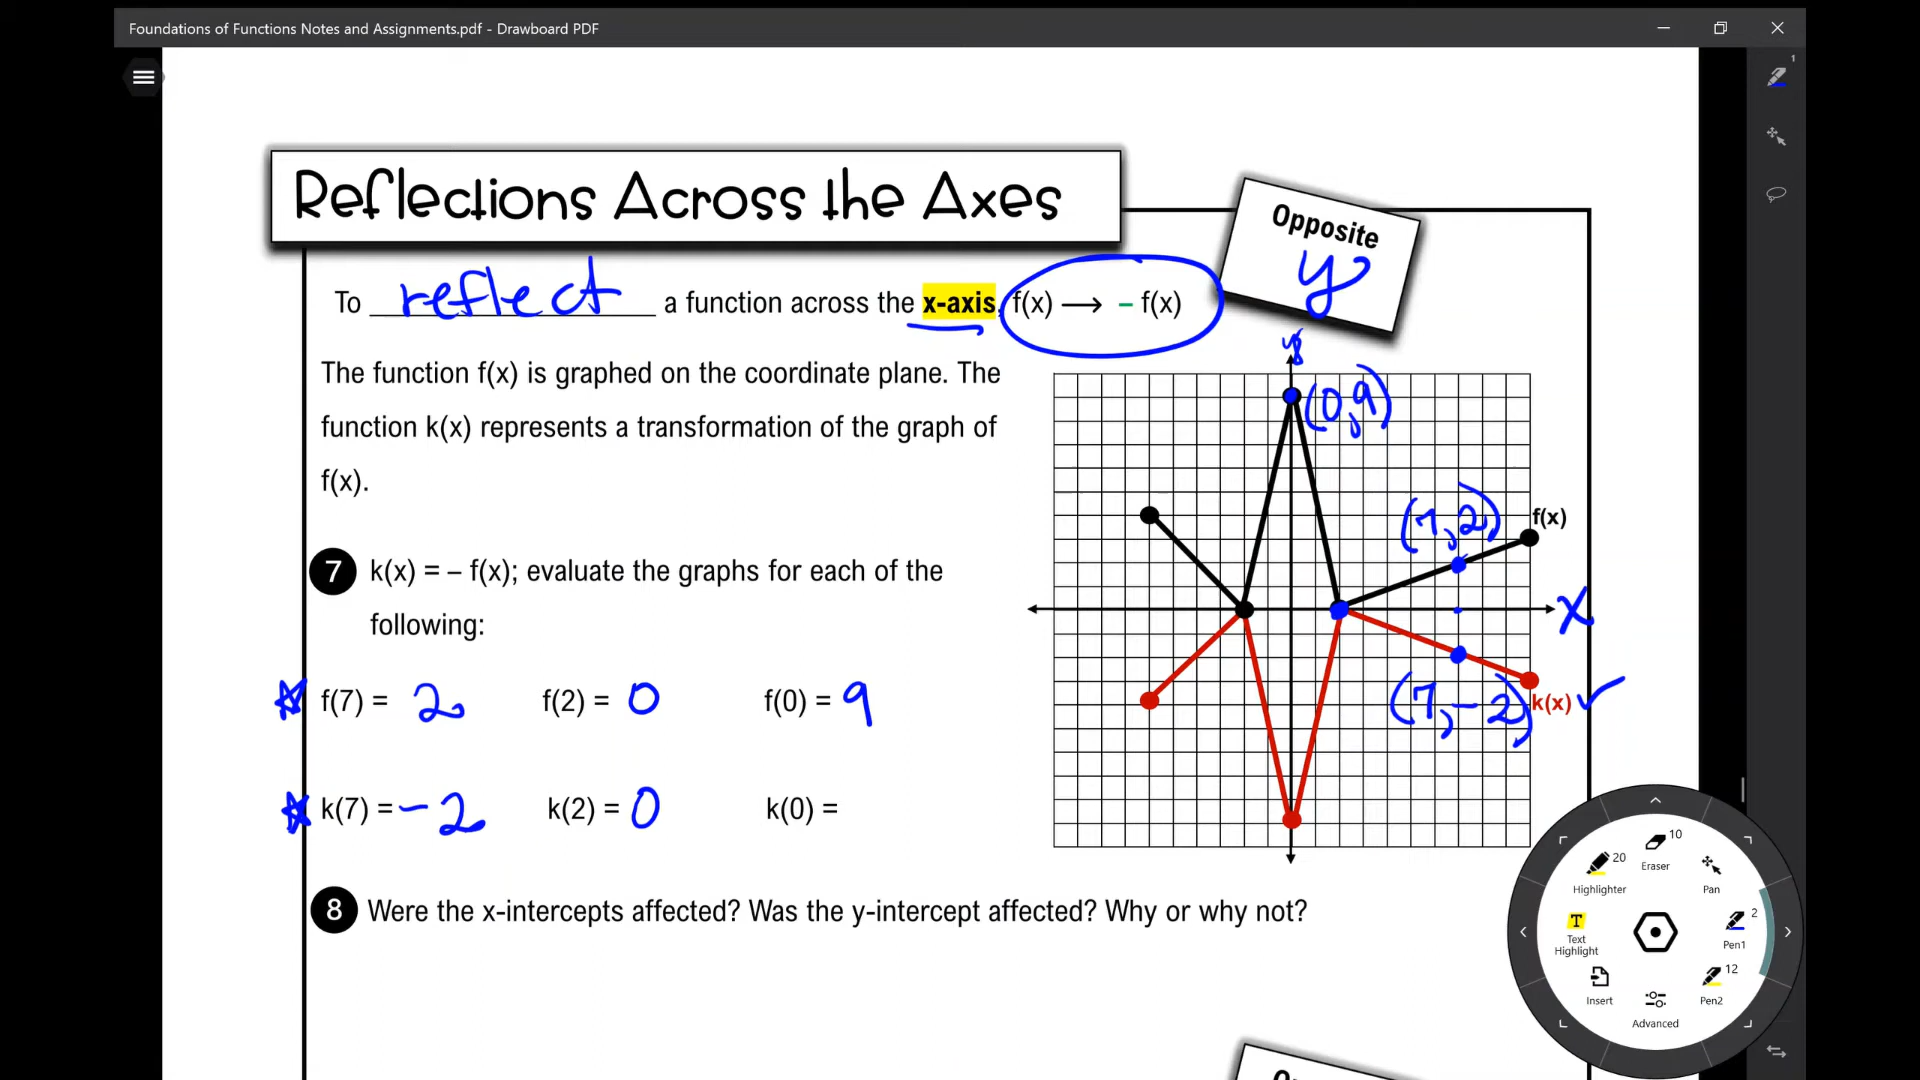 Foundations of Functions Notes and Assignments.pdf - Drawboard PDF
1
Reflections Across the Axes
Opposite
y
To reflect a function across the x-axis, f(x) ⟶ – f(x)
The function f(x) is graphed on the coordinate plane. The
function k(x) represents a transformation of the graph of
f(x).
y
(0,9)
(7,2)
f(x)
x
(7,-2)
k(x) ✓
7 k(x) = – f(x); evaluate the graphs for each of the
following:
☆ f(7) = 2 f(2) = 0 f(0) = 9
☆ k(7) = -2 k(2) = 0 k(0) =
8 Were the x-intercepts affected? Was the y-intercept affected? Why or why not?
10
Eraser
20
Highlighter
Pan
T
Text
Highlight
2
Pen1
Insert
12
Pen2
Advanced